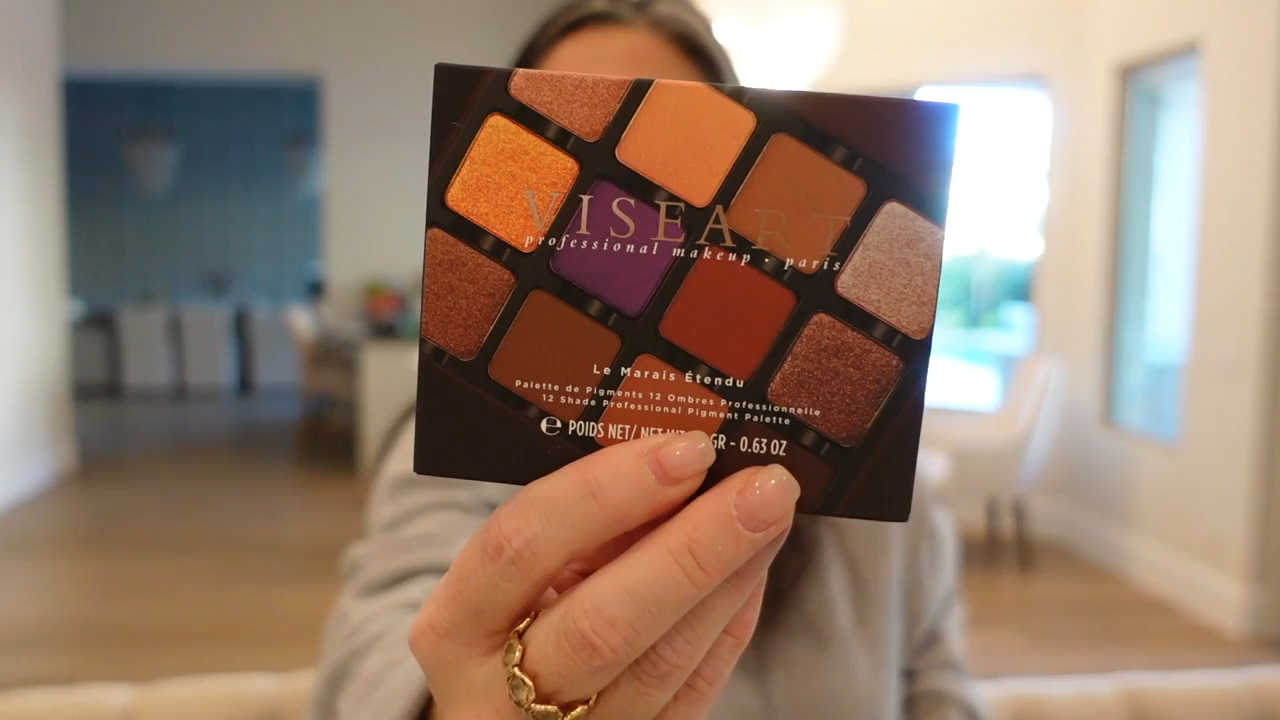 VISEART
professional makeup · paris
Le Marais Étendu
Palette de Pigments 12 Ombres Professionnelle
12 Shade Professional Pigment Palette
e POIDS NET/ NET GR - 0.63 OZ